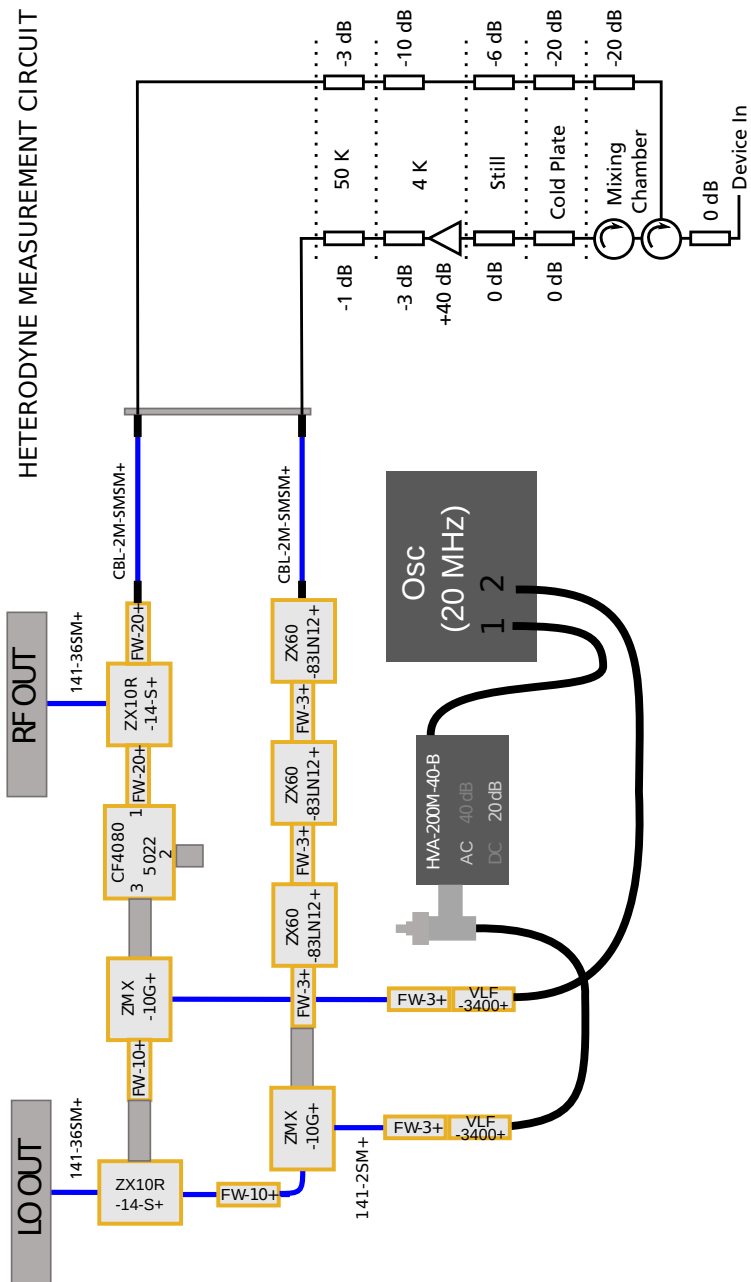 HETERODYNE MEASUREMENT CIRCUIT
-3 dB
-10 dB
-6 dB
-20 dB
-20 dB
50 K
4 K
Still
Cold Plate
Mixing
Chamber
0 dB
Device In
-1 dB
-3 dB
+40 dB
0 dB
0 dB
CBL-2M-SMSM+
CBL-2M-SMSM+
RF OUT
141-36SM+
FW-20+
ZX10R
-14-S+
FW-20+
CF4080
5022
1
2
3
ZMX
-10G+
FW-10+
LO OUT
141-36SM+
ZX10R
-14-S+
FW-10+
ZX60
-83LN12+
FW-3+
ZX60
-83LN12+
FW-3+
ZX60
-83LN12+
FW-3+
ZMX
-10G+
141-2SM+
Osc
(20 MHz)
1
2
HVA-200M-40-B
AC 40 dB
DC 20 dB
FW-3+
VLF
-3400+
FW-3+
VLF
-3400+